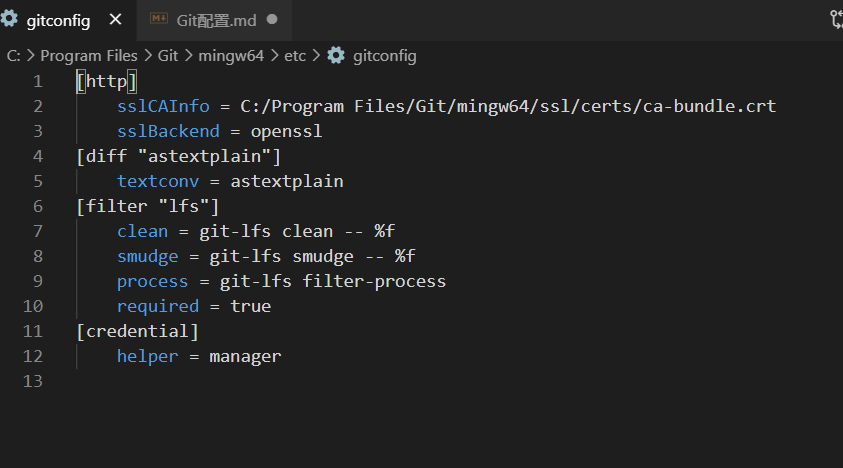 gitconfig Git配置.md
C: > Program Files > Git > mingw64 > etc > gitconfig
1 [http]
2 sslCAInfo = C:/Program Files/Git/mingw64/ssl/certs/ca-bundle.crt
3 sslBackend = openssl
4 [diff "astextplain"]
5 textconv = astextplain
6 [filter "lfs"]
7 clean = git-lfs clean -- %f
8 smudge = git-lfs smudge -- %f
9 process = git-lfs filter-process
10 required = true
11 [credential]
12 helper = manager
13